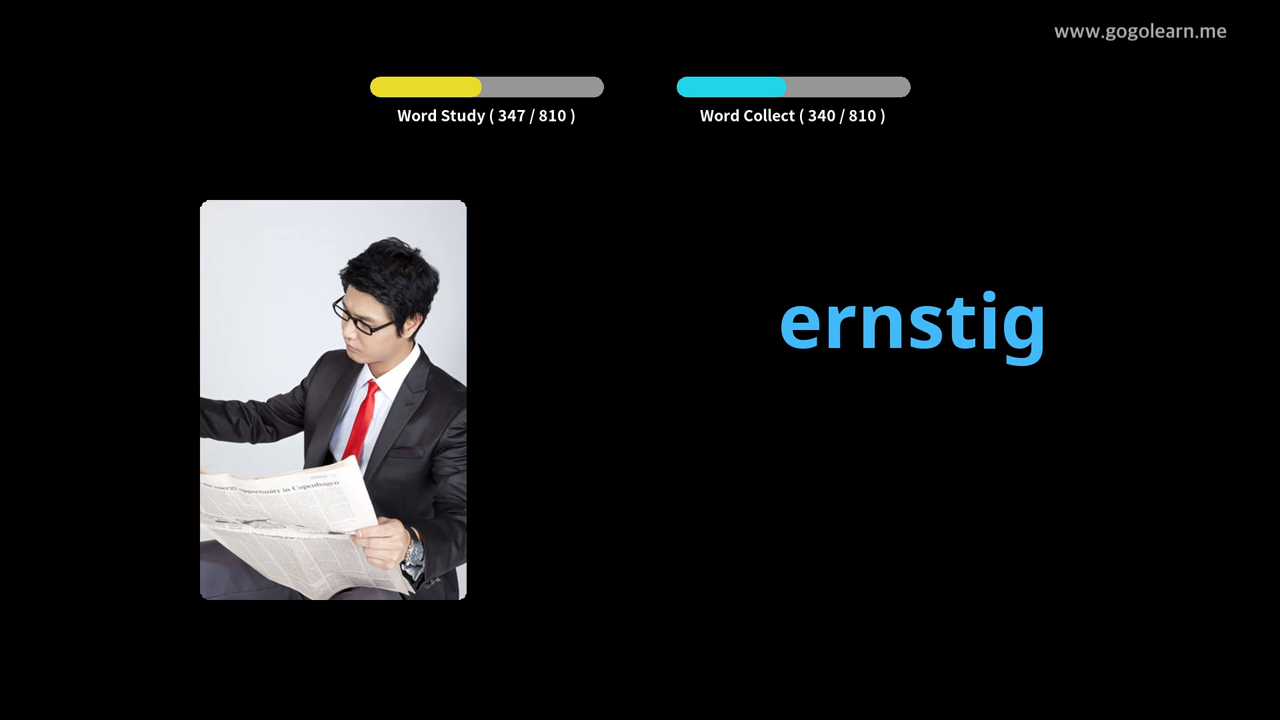 www.gogolearn.me
Word Study ( 347 / 810 )
Word Collect ( 340 / 810 )
ernstig
opportunity in Copenhagen